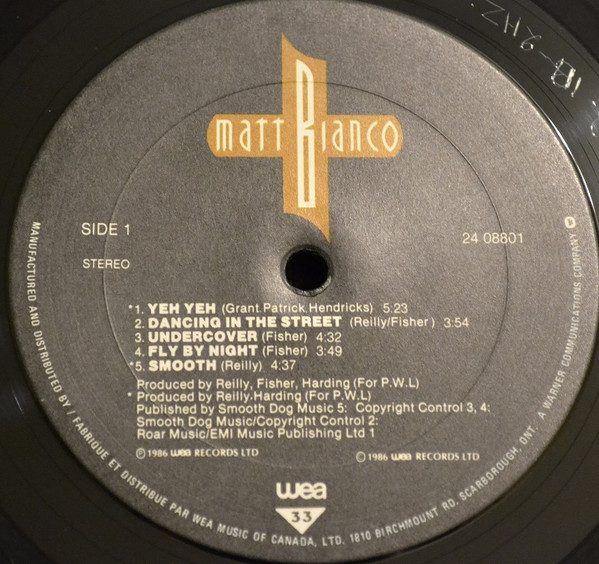 matt Bianco
SIDE 1
24 08801
STEREO
*1. YEH YEH (Grant.Patrick.Hendricks) 5:23
2. DANCING IN THE STREET (Reilly/Fisher) 3:54
3. UNDERCOVER (Fisher) 4:32
4. FLY BY NIGHT (Fisher) 3:49
*5. SMOOTH (Reilly) 4:37
Produced by Reilly, Fisher, Harding (For P.W.L)
* Produced by Reilly.Harding (For P.W.L)
Published by Smooth Dog Music 5: Copyright Control 3, 4:
Smooth Dog Music/Copyright Control 2:
Roar Music/EMI Music Publishing Ltd 1
Ⓟ1986 wea RECORDS LTD
©1986 wea RECORDS LTD
wea
33
MANUFACTURED AND DISTRIBUTED BY / FABRIQUÉ ET DISTRIBUE PAR WEA MUSIC OF CANADA, LTD. 1810 BIRCHMOUNT RD. SCARBOROUGH, ONT. A WARNER COMMUNICATIONS COMPANY